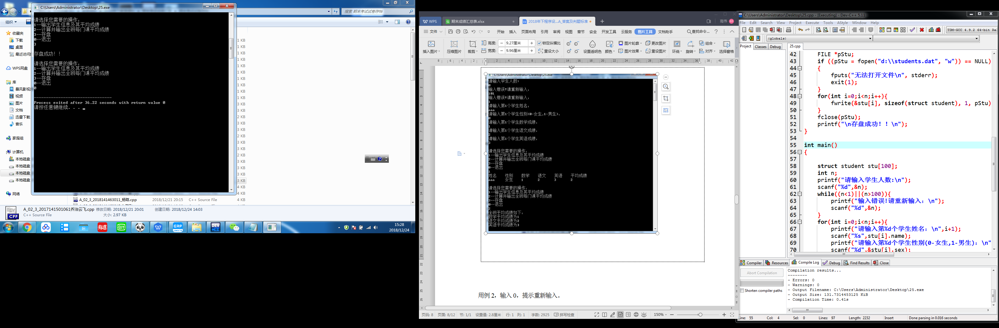 C:\Users\Administrator\Desktop\25.exe
请选择您需要的操作:
1--输出学生信息及其平均成绩
2--计算并输出全班每门课平均成绩
3--存盘
0--退出
3
存盘成功!!
请选择您需要的操作:
1--输出学生信息及其平均成绩
2--计算并输出全班每门课平均成绩
3--存盘
0--退出
0
--------------------------------
Process exited after 36.22 seconds with return value 0
请按任意键继续. . .
搜索 期末考试试卷存档
组织
收藏夹
下载
桌面
最近访问的
WPS网盘
库
暴风影视库
视频
图片
文档
迅雷下载
音乐
家庭组
计算机
本地磁盘
本地磁盘
本地磁盘
本地磁盘
网络
1 KB
1 KB
1 KB
1 KB
1 KB
1 KB
1 KB
1 KB
1 KB
1 KB
3 KB
3 KB
2 KB
3 KB
3 KB
2 KB
3 KB
3 KB
2 KB
3 KB
3 KB
3 KB
3 KB
4 KB
4 KB
A_02_3_2018141463011_杨晗.cpp 2018/12/21 20:15 C++ Source File 4 KB
A_02_3_2017141501061乔治云飞.cpp 修改日期: 2018/12/21 20:01 创建日期: 2018/12/24 14:03
C++ Source File 大小: 2.97 KB
15:28
2018/12/24
WPS 期末成绩汇总表.xlsx 2018年下程序设...A_答案及判题标准 高伟
文件 开始 插入 页面布局 引用 审阅 视图 章节 安全 开发工具 云服务 图片工具 文档助手 查找命令...
插入图片 压缩图片 裁剪 高度: 9.27厘米 锁定纵横比 宽度: 9.96厘米 重设大小 设置透明色 颜色 图片轮廓 更改图片 图片效果 重设图片 环绕 旋转 组合 对齐 选择窗格
C:\Users\Administrator\Desktop\25.exe
请输入学生人数:
0
输入错误!请重新输入:
101
输入错误!请重新输入:
1
请输入第1个学生姓名:
aaa
请输入第1个学生性别(0-女生,1-男生):
0
请输入第1个学生数学成绩:
1
请输入第1个学生语文成绩:
2
请输入第1个学生英语成绩:
3
请选择您需要的操作:
1--输出学生信息及其平均成绩
2--计算并输出全班每门课平均成绩
3--存盘
0--退出
1
姓名 性别 数学 语文 英语 平均成绩
aaa 女生 1 2 3 2
请选择您需要的操作:
1--输出学生信息及其平均成绩
2--计算并输出全班每门课平均成绩
3--存盘
0--退出
2
全班平均成绩如下:
数学平均成绩为1
语文平均成绩为2
英语平均成绩为3
用例 2，输入 0，提示重新输入。
页码: 8 页面: 8/12 节: 1/1 设置值: 2.8厘米 行: 1 列: 1 字数: 2925 拼写检查 150%
C:\Users\Administrator\Desktop\25.cpp - [Executing] - Dev-C++ 5.11
File Edit Search View Project Execute Tools AStyle Window Help
TDM-GCC 4.9.2 64-bit Rel
(globals)
Project Classes Debug 25.cpp
42 FILE *pStu;
43 if ((pStu = fopen("d:\\students.dat", "w")) == NULL)
44 {
45 fputs("无法打开文件\n", stderr);
46 exit(1);
47 }
48 for(int i=0;i<n;i++){
49 fwrite(&stu[i], sizeof(struct student), 1, pStu)
50 }
51 fclose(pStu);
52 printf("\n存盘成功!!\n");
53 }
54
55 int main()
56 {
57
58 struct student stu[100];
59 int n;
60 printf("请输入学生人数:\n");
61 scanf("%d",&n);
62 while((n<1)||(n>100)){
63 printf("输入错误!请重新输入: \n");
64 scanf("%d",&n);
65 }
66 for(int i=0;i<n;i++){
67 printf("请输入第%d个学生姓名: \n",i+1);
68 scanf("%s",stu[i].name);
69 printf("请输入第%d个学生性别(0-女生,1-男生): \n"
70 scanf("%d",&stu[i].sex);
Compiler Resources Compile Log Debug Find Results Close
Abort Compilation
Shorten compiler paths
Compilation results...
--------
- Errors: 0
- Warnings: 0
- Output Filename: C:\Users\Administrator\Desktop\25.exe
- Output Size: 131.7314453125 KiB
- Compilation Time: 0.41s
Line: 55 Col: 4 Sel: 0 Lines: 97 Length: 2232 Insert Done parsing in 0.016 seconds